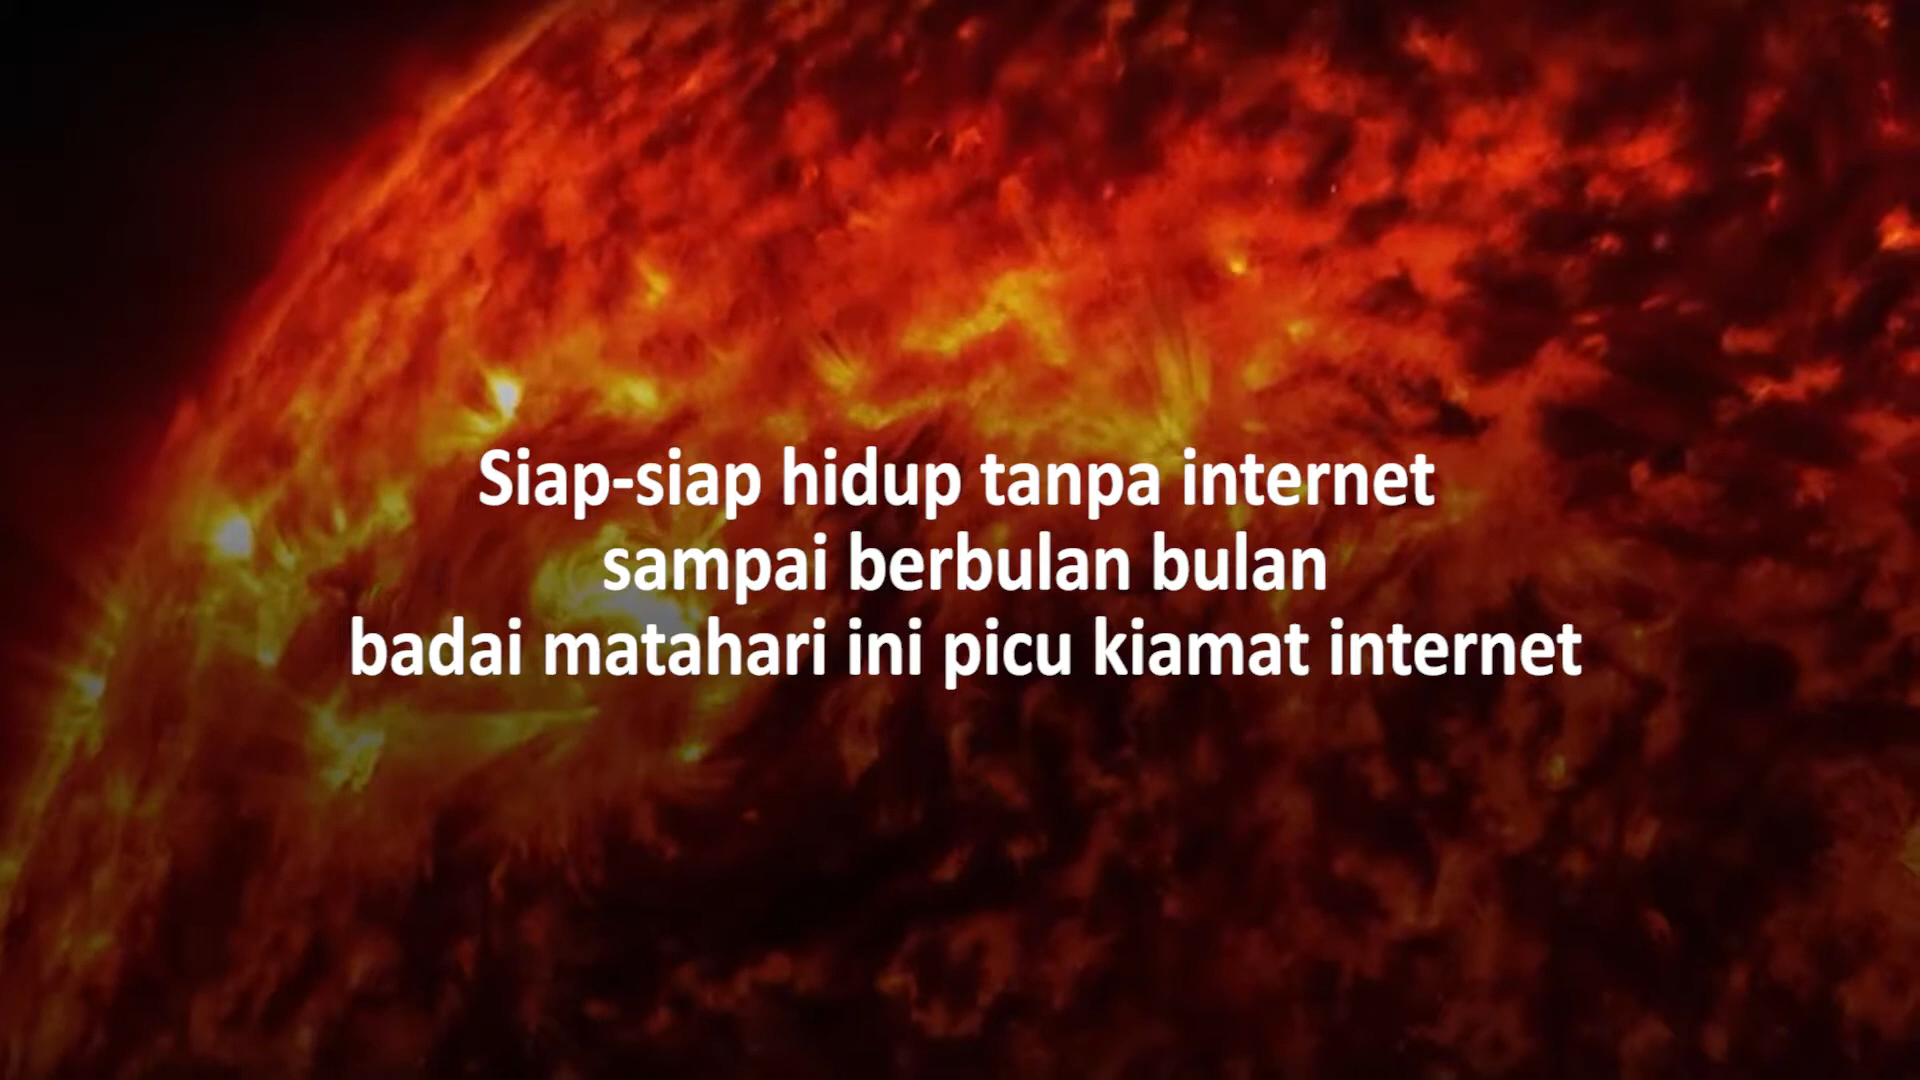 Siap-siap hidup tanpa internet
sampai berbulan bulan
badai matahari ini picu kiamat internet